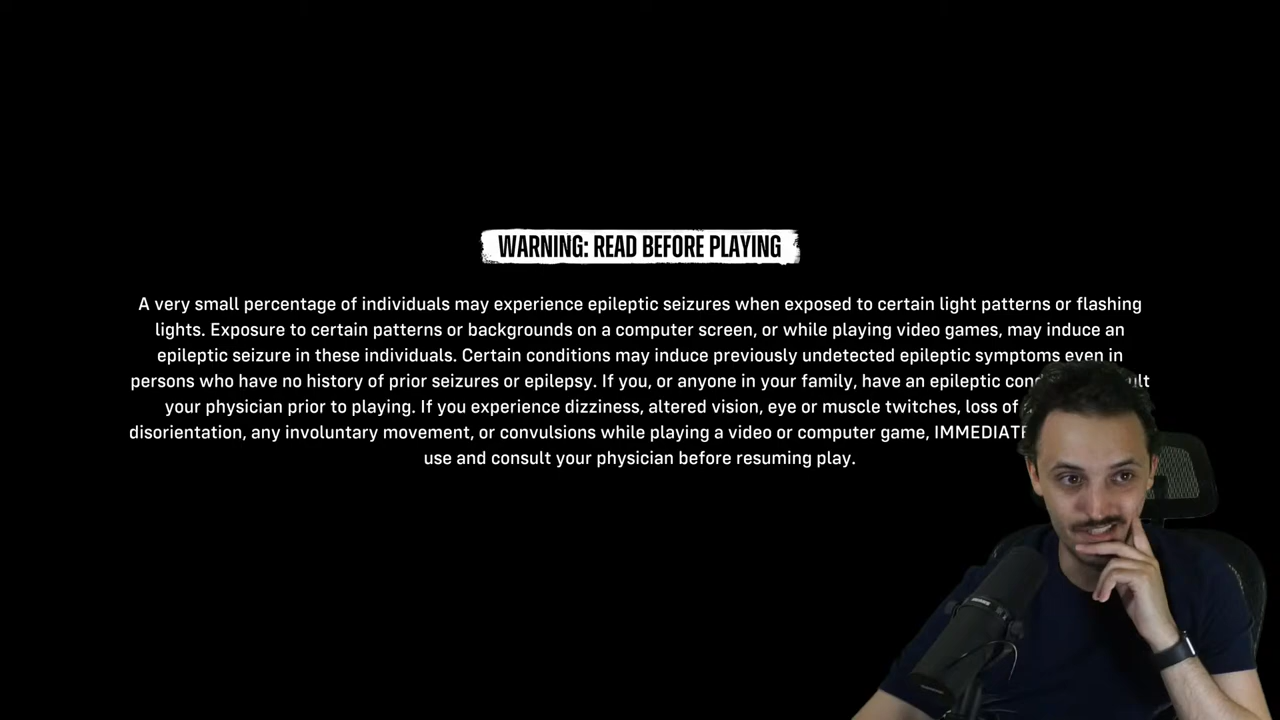 WARNING: READ BEFORE PLAYING
A very small percentage of individuals may experience epileptic seizures when exposed to certain light patterns or flashing
lights. Exposure to certain patterns or backgrounds on a computer screen, or while playing video games, may induce an
epileptic seizure in these individuals. Certain conditions may induce previously undetected epileptic symptoms even in
persons who have no history of prior seizures or epilepsy. If you, or anyone in your family, have an epileptic
your physician prior to playing. If you experience dizziness, altered vision, eye or muscle twitches, loss of
disorientation, any involuntary movement, or convulsions while playing a video or computer game,
use and consult your physician before resuming play.